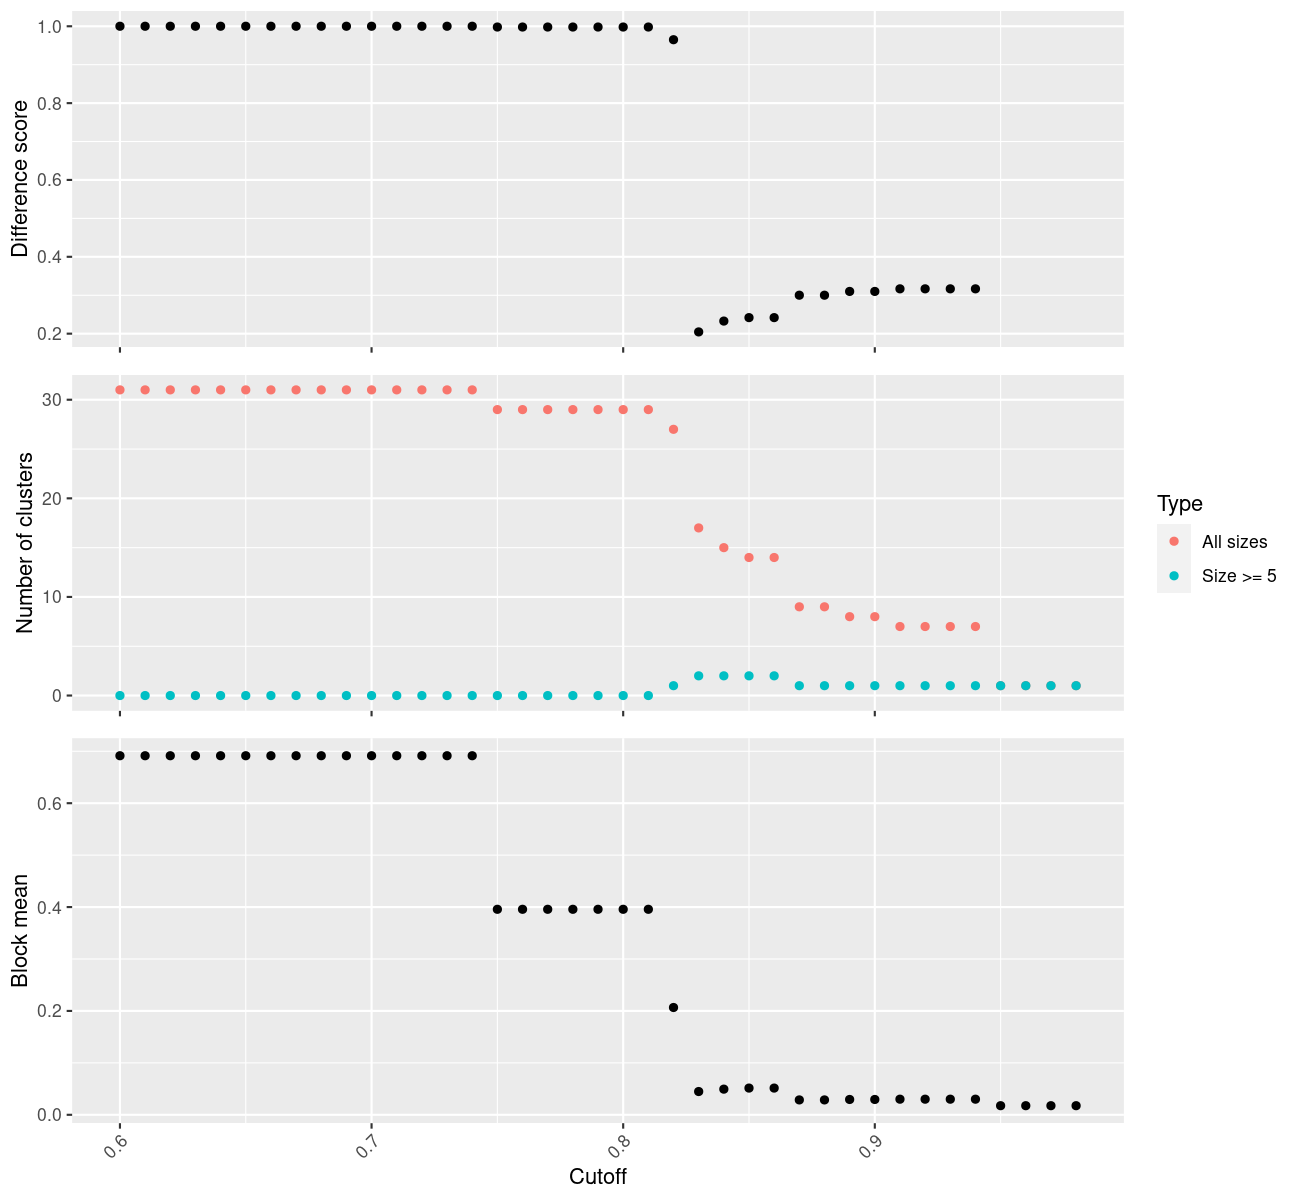 Difference score
1.0
0.8
0.6
0.4
0.2
Number of clusters
30
20
10
0
Type
All sizes
Size >= 5
Block mean
0.6
0.4
0.2
0.0
0.6
0.7
0.8
0.9
Cutoff